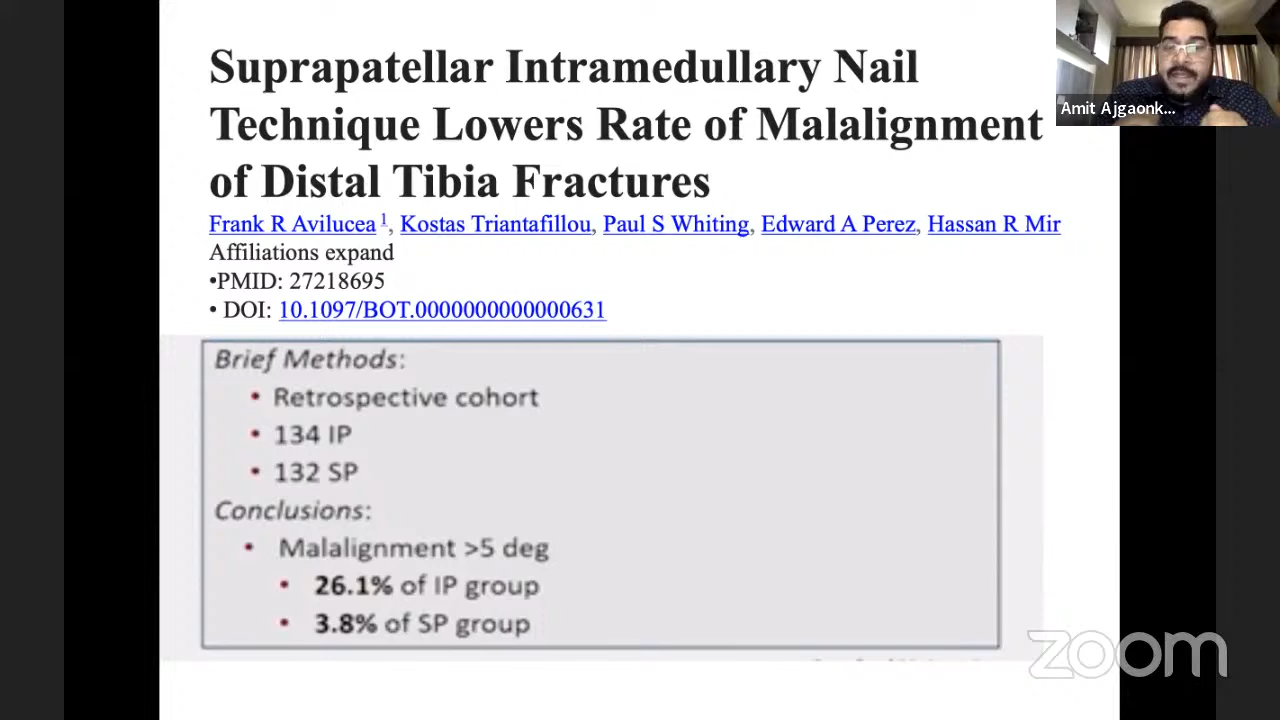 Suprapatellar Intramedullary Nail
Technique Lowers Rate of Malalignment
of Distal Tibia Fractures
Frank R Avilucea 1, Kostas Triantafillou, Paul S Whiting, Edward A Perez, Hassan R Mir
Affiliations expand
•PMID: 27218695
• DOI: 10.1097/BOT.0000000000000631
Brief Methods:
• Retrospective cohort
• 134 IP
• 132 SP
Conclusions:
• Malalignment >5 deg
• 26.1% of IP group
• 3.8% of SP group
Amit Ajgaonk...
zoom